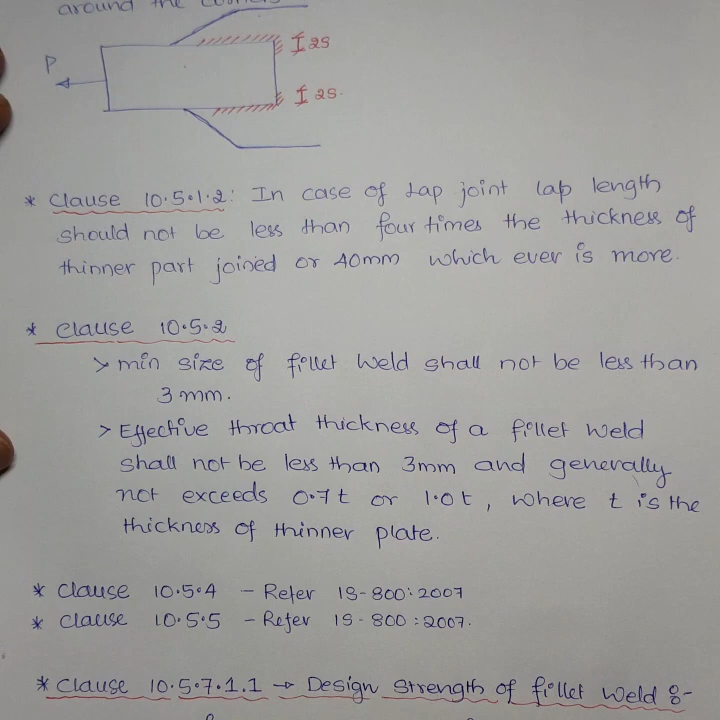 around the corners
P
I 2S
I 2S.
* Clause 10.5.1.2: In case of Lap joint lap length
should not be less than four times the thickness of
thinner part joined or 40mm which ever is more.
* clause 10.5.2
> min size of fillet weld shall not be less than
3 mm.
> Effective throat thickness of a fillet weld
shall not be less than 3mm and generally
not exceeds 0.7t or 1.0t, where t is the
thickness of thinner plate.
* Clause 10.5.4 - Refer IS-800:2007
* Clause 10.5.5 - Refer IS-800:2007.
* Clause 10.5.7.1.1 → Design strength of fillet weld :-